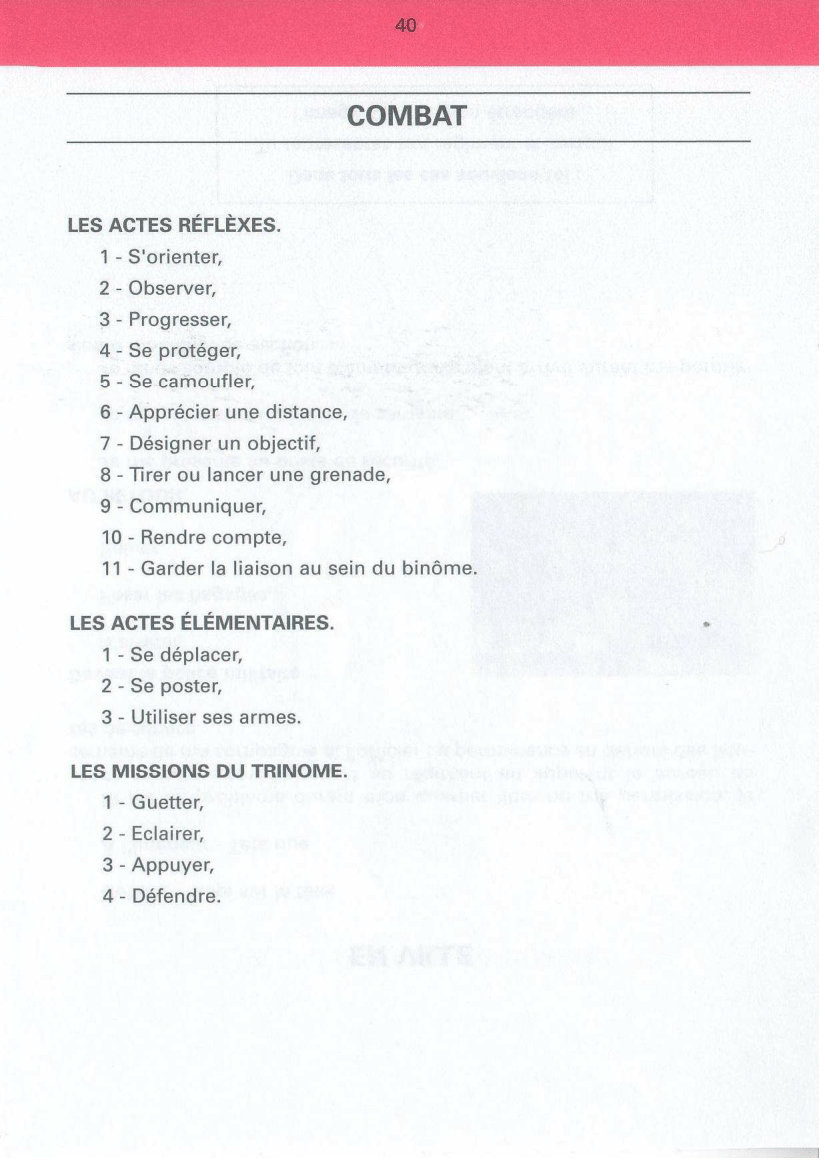 40
COMBAT
LES ACTES RÉFLÈXES.
1 - S'orienter,
2 - Observer,
3 - Progresser,
4 - Se protéger,
5 - Se camoufler,
6 - Apprécier une distance,
7 - Désigner un objectif,
8 - Tirer ou lancer une grenade,
9 - Communiquer,
10 - Rendre compte,
11 - Garder la liaison au sein du binôme.
LES ACTES ÉLÉMENTAIRES.
1 - Se déplacer,
2 - Se poster,
3 - Utiliser ses armes.
LES MISSIONS DU TRINOME.
1 - Guetter,
2 - Eclairer,
3 - Appuyer,
4 - Défendre.